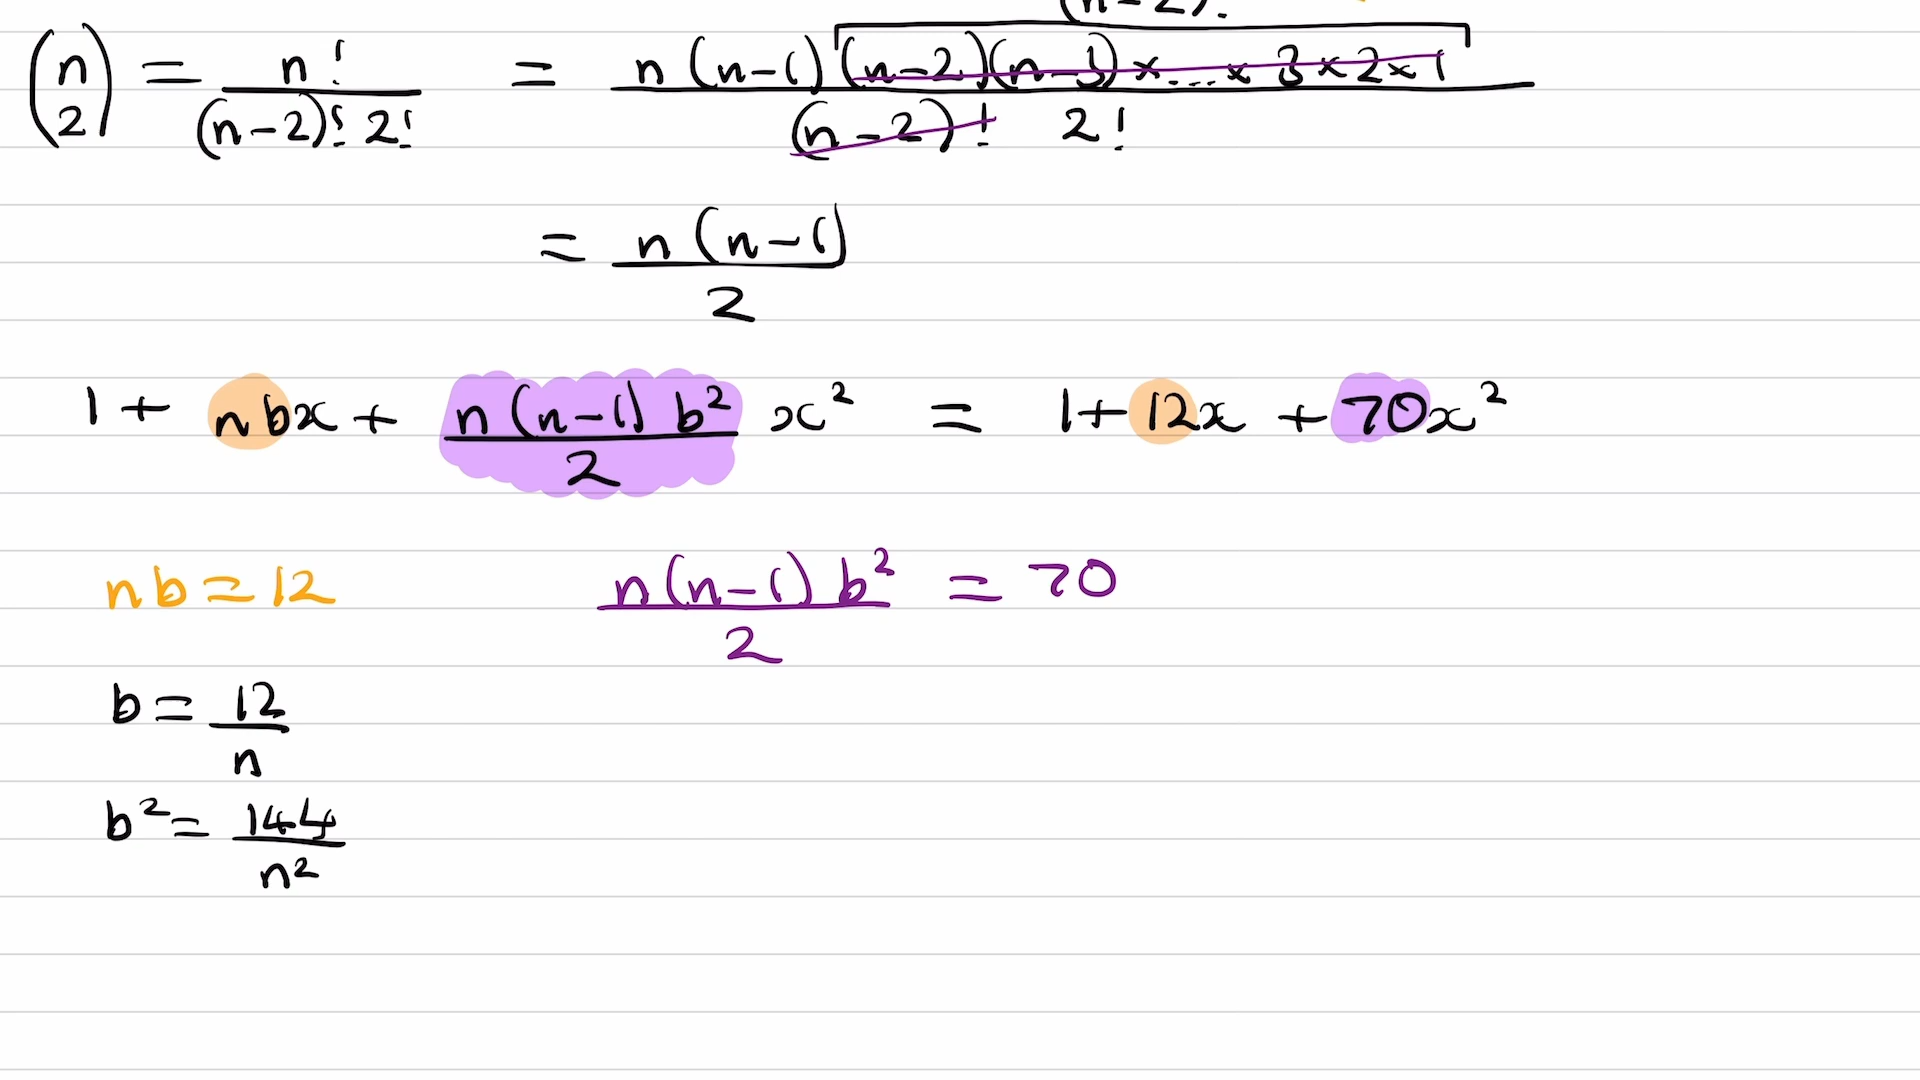 (n-2)!
(n 2) = n! / (n-2)! 2! = n(n-1)(n-2)(n-3)×...×3×2×1 / (n-2)! 2!
= n(n-1) / 2
1 + nbx + n(n-1)b² / 2 x² = 1+12x + 70x²
nb = 12 n(n-1)b² / 2 = 70
b = 12 / n
b² = 144 / n²